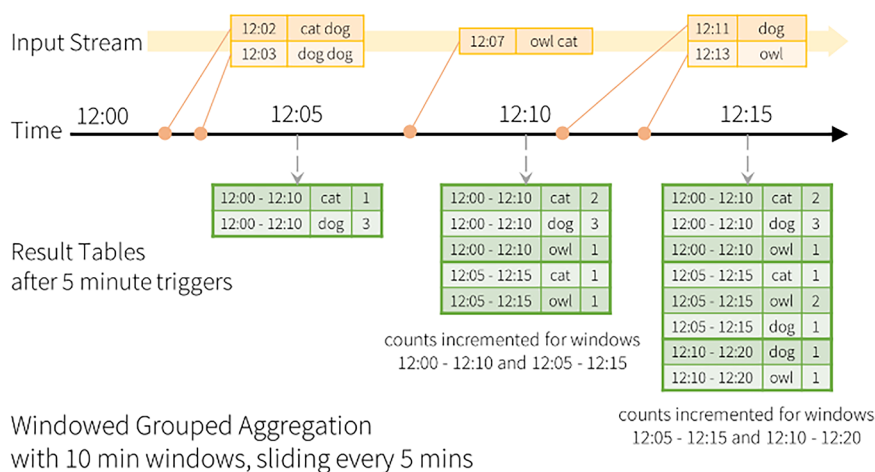 12:02 cat dog
12:03 dog dog
12:07 owl cat
12:11 dog
12:13 owl
Input Stream
12:00 12:05 12:10 12:15
Time
12:00 - 12:10 cat 1
12:00 - 12:10 dog 3
12:00 - 12:10 cat 2
12:00 - 12:10 dog 3
12:00 - 12:10 owl 1
12:05 - 12:15 cat 1
12:05 - 12:15 owl 1
12:00 - 12:10 cat 2
12:00 - 12:10 dog 3
12:00 - 12:10 owl 1
12:05 - 12:15 cat 1
12:05 - 12:15 owl 2
12:05 - 12:15 dog 1
12:10 - 12:20 dog 1
12:10 - 12:20 owl 1
Result Tables
after 5 minute triggers
counts incremented for windows
12:00 - 12:10 and 12:05 - 12:15
counts incremented for windows
12:05 - 12:15 and 12:10 - 12:20
Windowed Grouped Aggregation
with 10 min windows, sliding every 5 mins